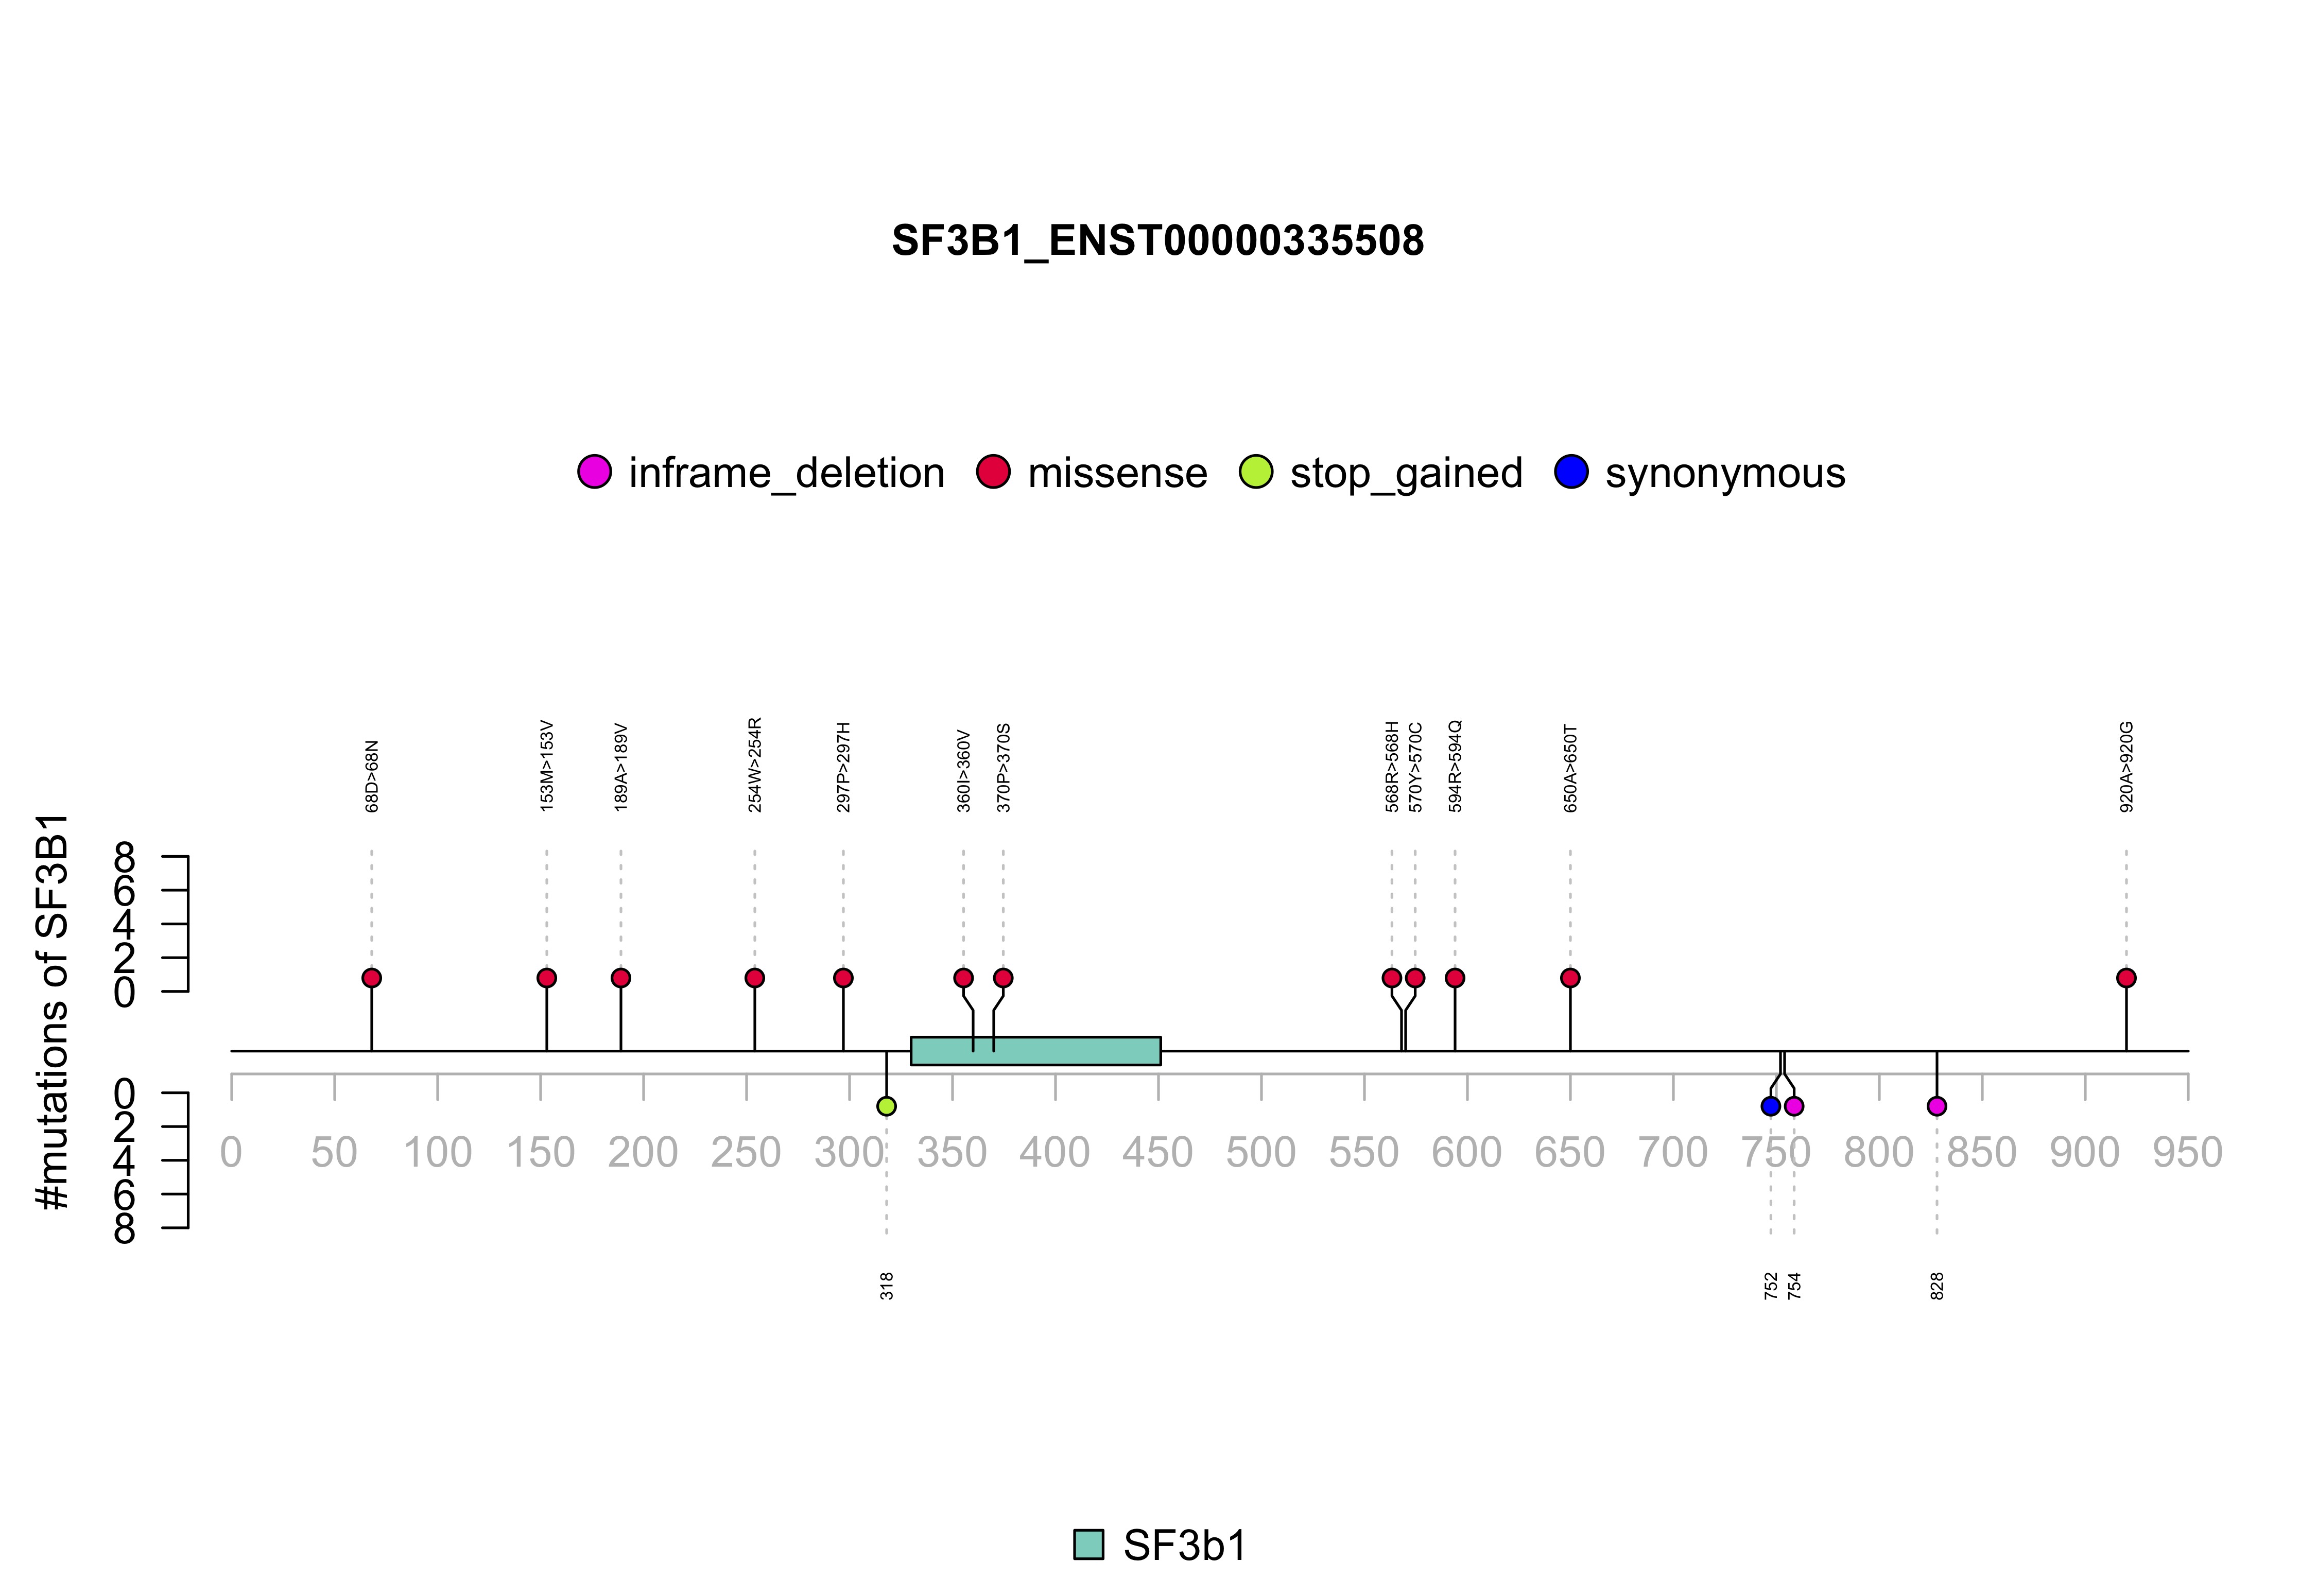 SF3B1_ENST00000335508
inframe_deletion missense stop_gained synonymous
68D>68N 153M>153V 189A>189V 254W>254R 297P>297H 360I>360V 370P>370S 568R>568H 570Y>570C 594R>594Q 650A>650T 920A>920G
#mutations of SF3B1
8
6
4
2
0
0
2
4
6
8
0 50 100 150 200 250 300 350 400 450 500 550 600 650 700 750 800 850 900 950
318 752 754 828
SF3b1